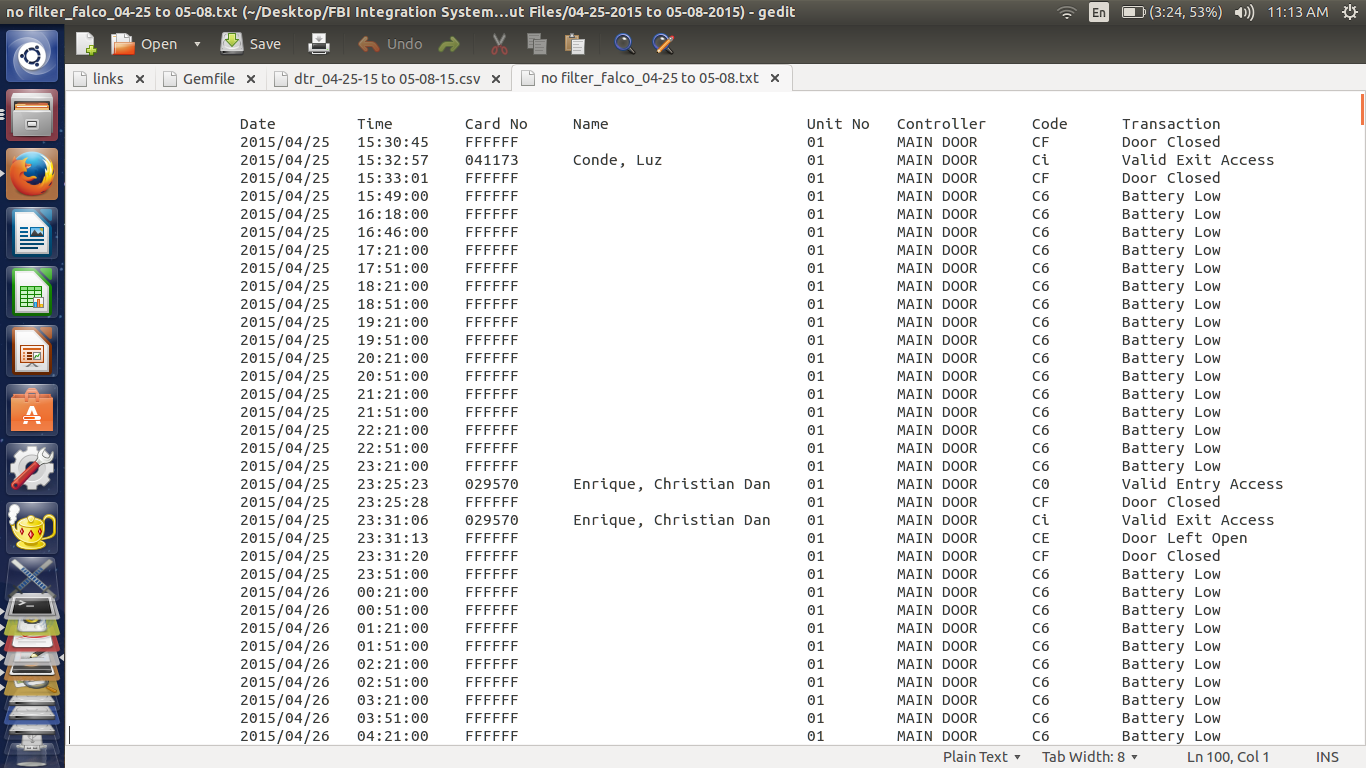 no filter_falco_04-25 to 05-08.txt (~/Desktop/FBI Integration System...ut Files/04-25-2015 to 05-08-2015) - gedit En (3:24, 53%) 11:13 AM
Open Save Undo
links Gemfile dtr_04-25-15 to 05-08-15.csv no filter_falco_04-25 to 05-08.txt
Date Time Card No Name Unit No Controller Code Transaction
2015/04/25 15:30:45 FFFFFF 01 MAIN DOOR CF Door Closed
2015/04/25 15:32:57 041173 Conde, Luz 01 MAIN DOOR Ci Valid Exit Access
2015/04/25 15:33:01 FFFFFF 01 MAIN DOOR CF Door Closed
2015/04/25 15:49:00 FFFFFF 01 MAIN DOOR C6 Battery Low
2015/04/25 16:18:00 FFFFFF 01 MAIN DOOR C6 Battery Low
2015/04/25 16:46:00 FFFFFF 01 MAIN DOOR C6 Battery Low
2015/04/25 17:21:00 FFFFFF 01 MAIN DOOR C6 Battery Low
2015/04/25 17:51:00 FFFFFF 01 MAIN DOOR C6 Battery Low
2015/04/25 18:21:00 FFFFFF 01 MAIN DOOR C6 Battery Low
2015/04/25 18:51:00 FFFFFF 01 MAIN DOOR C6 Battery Low
2015/04/25 19:21:00 FFFFFF 01 MAIN DOOR C6 Battery Low
2015/04/25 19:51:00 FFFFFF 01 MAIN DOOR C6 Battery Low
2015/04/25 20:21:00 FFFFFF 01 MAIN DOOR C6 Battery Low
2015/04/25 20:51:00 FFFFFF 01 MAIN DOOR C6 Battery Low
2015/04/25 21:21:00 FFFFFF 01 MAIN DOOR C6 Battery Low
2015/04/25 21:51:00 FFFFFF 01 MAIN DOOR C6 Battery Low
2015/04/25 22:21:00 FFFFFF 01 MAIN DOOR C6 Battery Low
2015/04/25 22:51:00 FFFFFF 01 MAIN DOOR C6 Battery Low
2015/04/25 23:21:00 FFFFFF 01 MAIN DOOR C6 Battery Low
2015/04/25 23:25:23 029570 Enrique, Christian Dan 01 MAIN DOOR C0 Valid Entry Access
2015/04/25 23:25:28 FFFFFF 01 MAIN DOOR CF Door Closed
2015/04/25 23:31:06 029570 Enrique, Christian Dan 01 MAIN DOOR Ci Valid Exit Access
2015/04/25 23:31:13 FFFFFF 01 MAIN DOOR CE Door Left Open
2015/04/25 23:31:20 FFFFFF 01 MAIN DOOR CF Door Closed
2015/04/25 23:51:00 FFFFFF 01 MAIN DOOR C6 Battery Low
2015/04/26 00:21:00 FFFFFF 01 MAIN DOOR C6 Battery Low
2015/04/26 00:51:00 FFFFFF 01 MAIN DOOR C6 Battery Low
2015/04/26 01:21:00 FFFFFF 01 MAIN DOOR C6 Battery Low
2015/04/26 01:51:00 FFFFFF 01 MAIN DOOR C6 Battery Low
2015/04/26 02:21:00 FFFFFF 01 MAIN DOOR C6 Battery Low
2015/04/26 02:51:00 FFFFFF 01 MAIN DOOR C6 Battery Low
2015/04/26 03:21:00 FFFFFF 01 MAIN DOOR C6 Battery Low
2015/04/26 03:51:00 FFFFFF 01 MAIN DOOR C6 Battery Low
2015/04/26 04:21:00 FFFFFF 01 MAIN DOOR C6 Battery Low
Plain Text Tab Width: 8 Ln 100, Col 1 INS